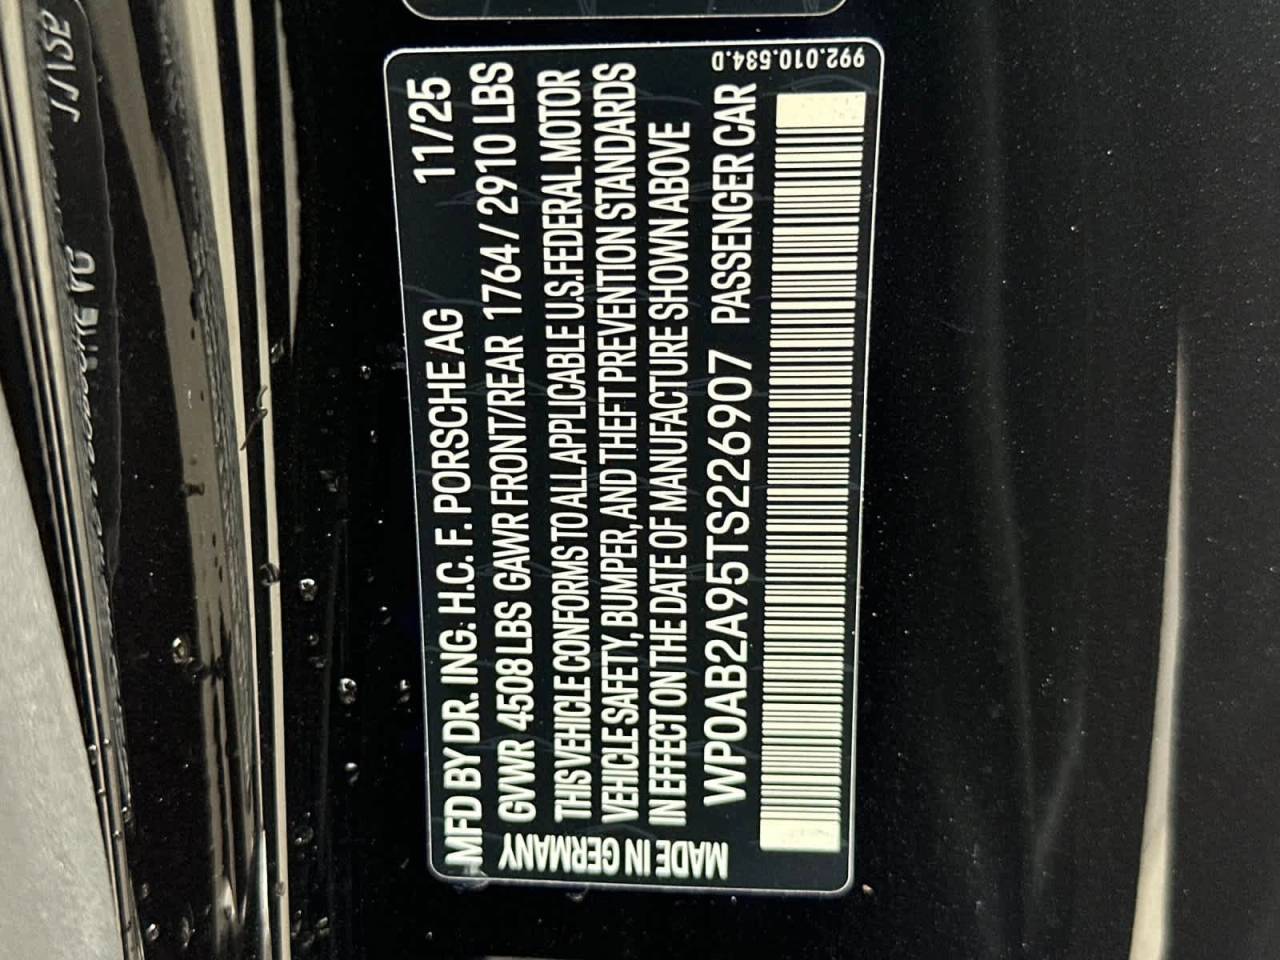 MFD BY DR. ING. H.C. F. PORSCHE AG 11/25
GVWR 4508 LBS GAWR FRONT/REAR 1764 / 2910 LBS
THIS VEHICLE CONFORMS TO ALL APPLICABLE U.S.FEDERAL MOTOR
VEHICLE SAFETY, BUMPER, AND THEFT PREVENTION STANDARDS
IN EFFECT ON THE DATE OF MANUFACTURE SHOWN ABOVE
WP0AB2A95TS226907 PASSENGER CAR
MADE IN GERMANY
992.010.534.D